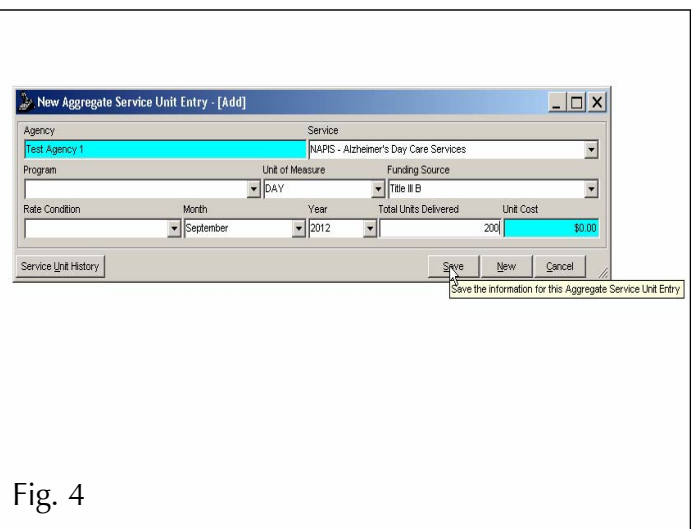 New Aggregate Service Unit Entry - [Add]
Agency Service
Test Agency 1 NAPIS - Alzheimer's Day Care Services
Program Unit of Measure Funding Source
DAY Title III B
Rate Condition Month Year Total Units Delivered Unit Cost
September 2012 200 $0.00
Service Unit History Save New Cancel
Save the information for this Aggregate Service Unit Entry
Fig. 4